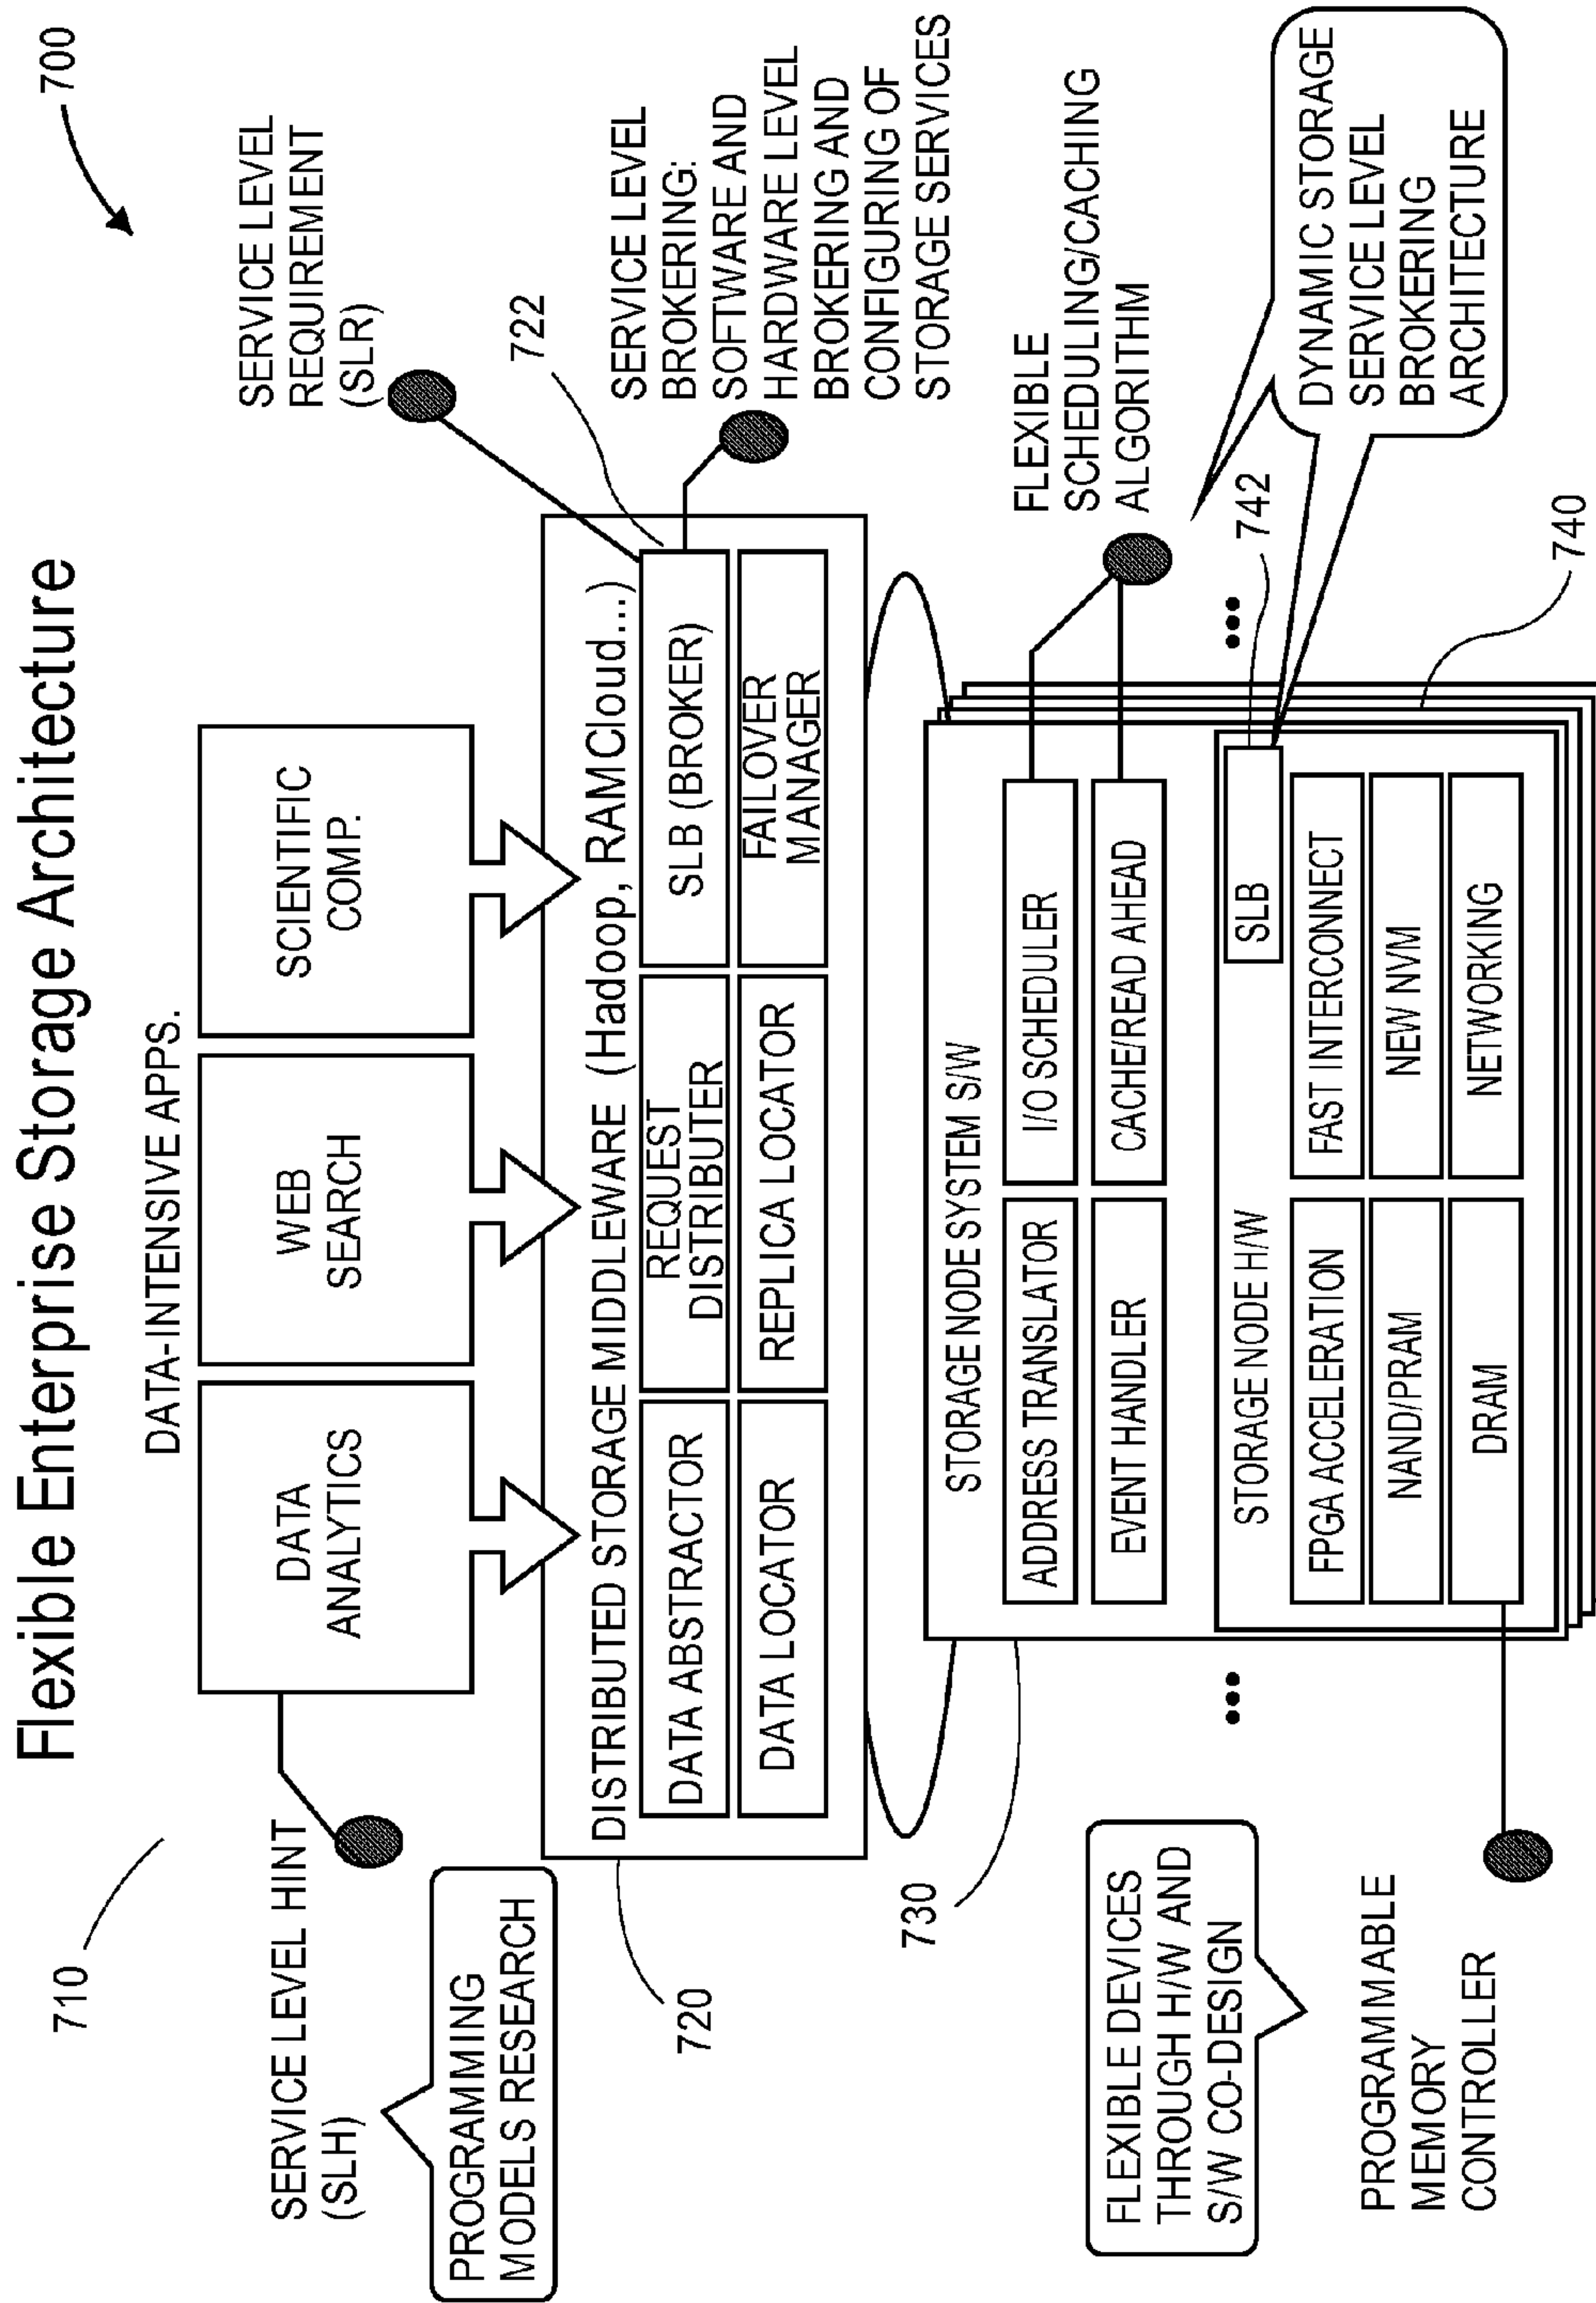 Flexible Enterprise Storage Architecture
700
710
DATA-INTENSIVE APPS.
SERVICE LEVEL HINT
(SLH)
PROGRAMMING
MODELS RESEARCH
DATA
ANALYTICS
WEB
SEARCH
SCIENTIFIC
COMP.
SERVICE LEVEL
REQUIREMENT
(SLR)
722
720
DISTRIBUTED STORAGE MIDDLEWARE (Hadoop, RAMCloud....)
DATA ABSTRACTOR
REQUEST
DISTRIBUTER
SLB (BROKER)
DATA LOCATOR
REPLICA LOCATOR
FAILOVER
MANAGER
SERVICE LEVEL
BROKERING:
SOFTWARE AND
HARDWARE LEVEL
BROKERING AND
CONFIGURING OF
STORAGE SERVICES
730
STORAGE NODE SYSTEM S/W
ADDRESS TRANSLATOR
I/O SCHEDULER
EVENT HANDLER
CACHE/READ AHEAD
FLEXIBLE
SCHEDULING/CACHING
ALGORITHM
FLEXIBLE DEVICES
THROUGH H/W AND
S/W CO-DESIGN
...
...
STORAGE NODE H/W
SLB
742
FPGA ACCELERATION
FAST INTERCONNECT
NAND/PRAM
NEW NVM
DRAM
NETWORKING
DYNAMIC STORAGE
SERVICE LEVEL
BROKERING
ARCHITECTURE
PROGRAMMABLE
MEMORY
CONTROLLER
740